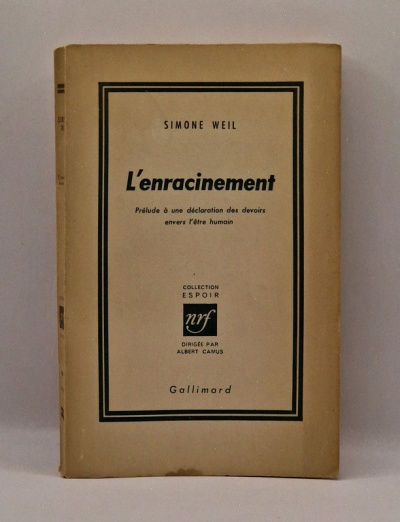 SIMONE WEIL
L'enracinement
Prélude à une déclaration des devoirs
envers l'être humain
COLLECTION
ESPOIR
nrf
DIRIGÉE PAR
ALBERT CAMUS
Gallimard